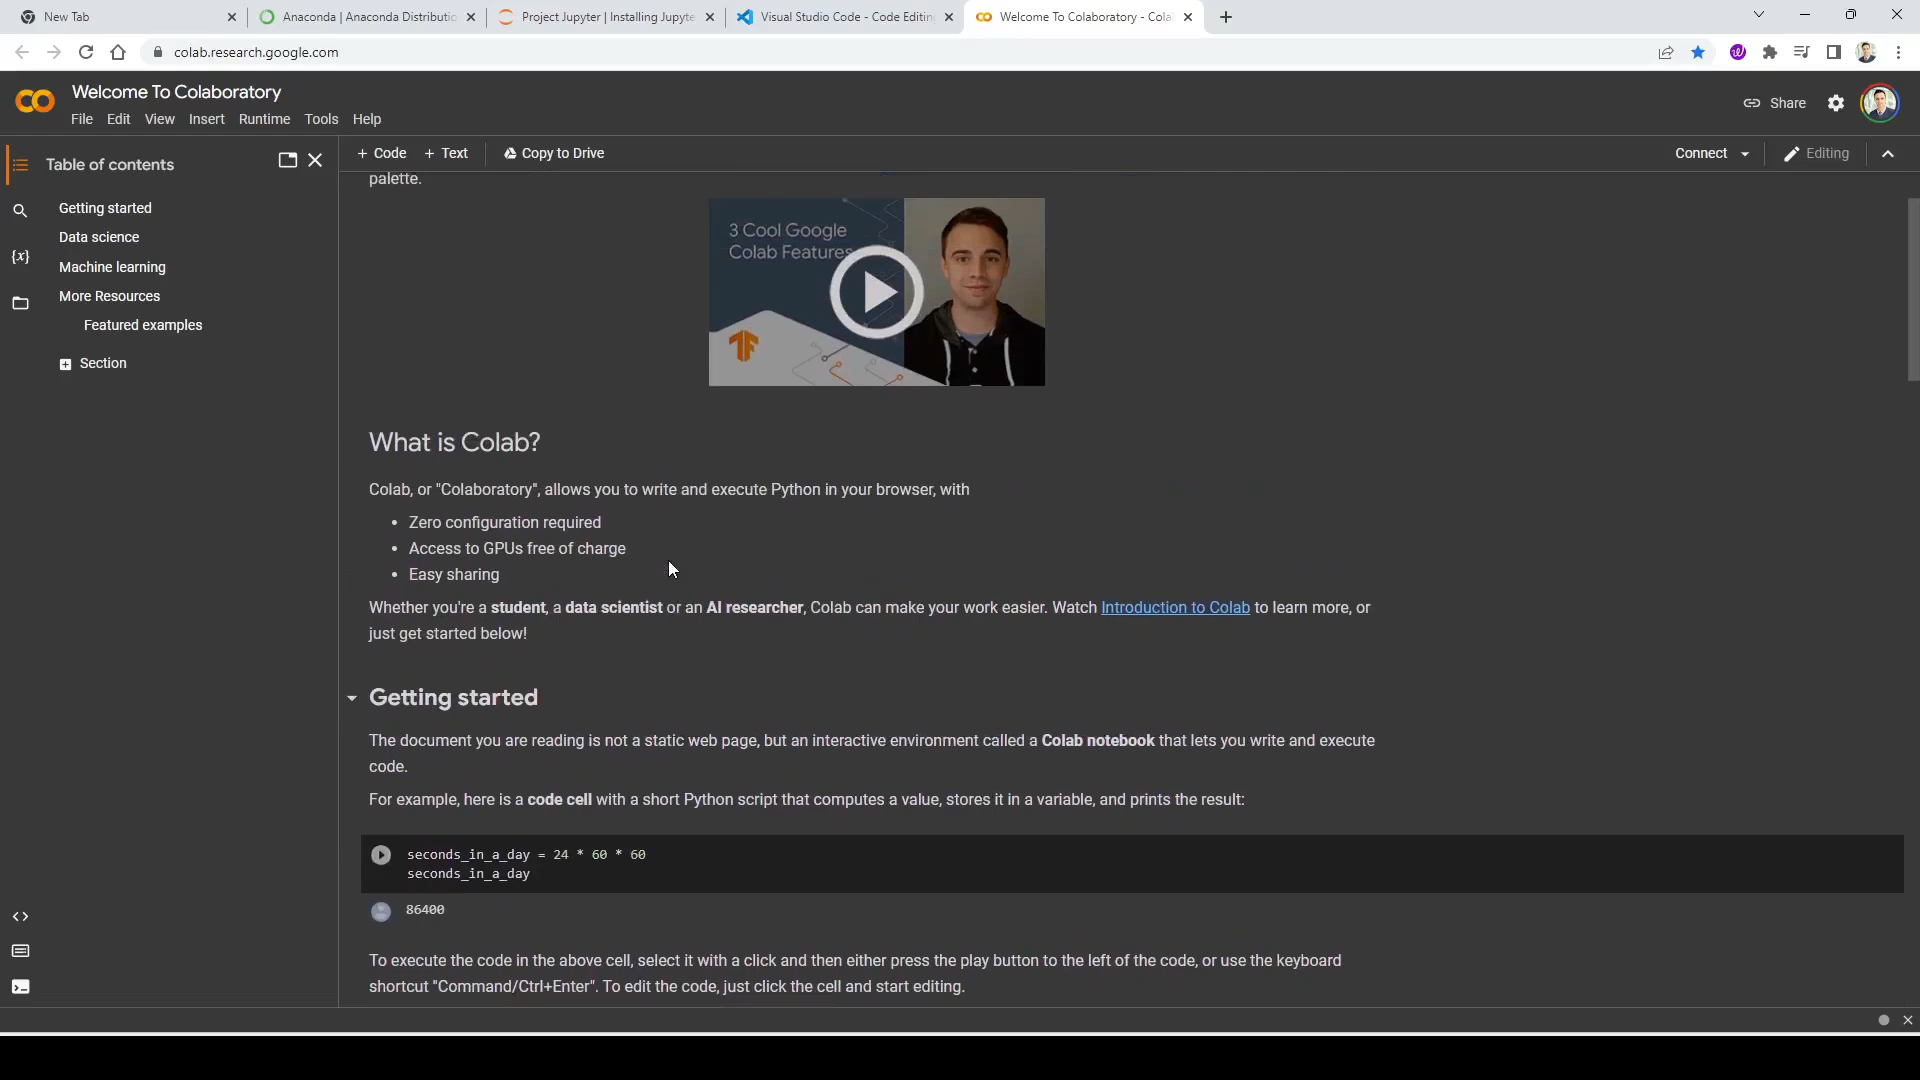 New Tab
Anaconda | Anaconda Distributio
Project Jupyter | Installing Jupyte
Visual Studio Code - Code Editin
Welcome To Colaboratory - Cola
colab.research.google.com
Welcome To Colaboratory
File Edit View Insert Runtime Tools Help
Share
Table of contents
Getting started
Data science
Machine learning
More Resources
Featured examples
Section
+ Code + Text Copy to Drive
Connect Editing
palette.
3 Cool Google
Colab Features
What is Colab?
Colab, or "Colaboratory", allows you to write and execute Python in your browser, with
• Zero configuration required
• Access to GPUs free of charge
• Easy sharing
Whether you're a student, a data scientist or an AI researcher, Colab can make your work easier. Watch Introduction to Colab to learn more, or
just get started below!
Getting started
The document you are reading is not a static web page, but an interactive environment called a Colab notebook that lets you write and execute
code.
For example, here is a code cell with a short Python script that computes a value, stores it in a variable, and prints the result:
seconds_in_a_day = 24 * 60 * 60
seconds_in_a_day
86400
To execute the code in the above cell, select it with a click and then either press the play button to the left of the code, or use the keyboard
shortcut "Command/Ctrl+Enter". To edit the code, just click the cell and start editing.